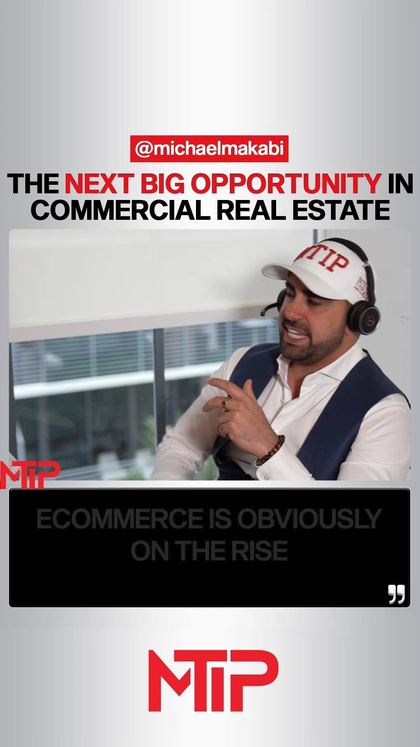 @michaelmakabi
THE NEXT BIG OPPORTUNITY IN
COMMERCIAL REAL ESTATE
MTIP
MTIP
ECOMMERCE IS OBVIOUSLY
ON THE RISE
”
MTIP